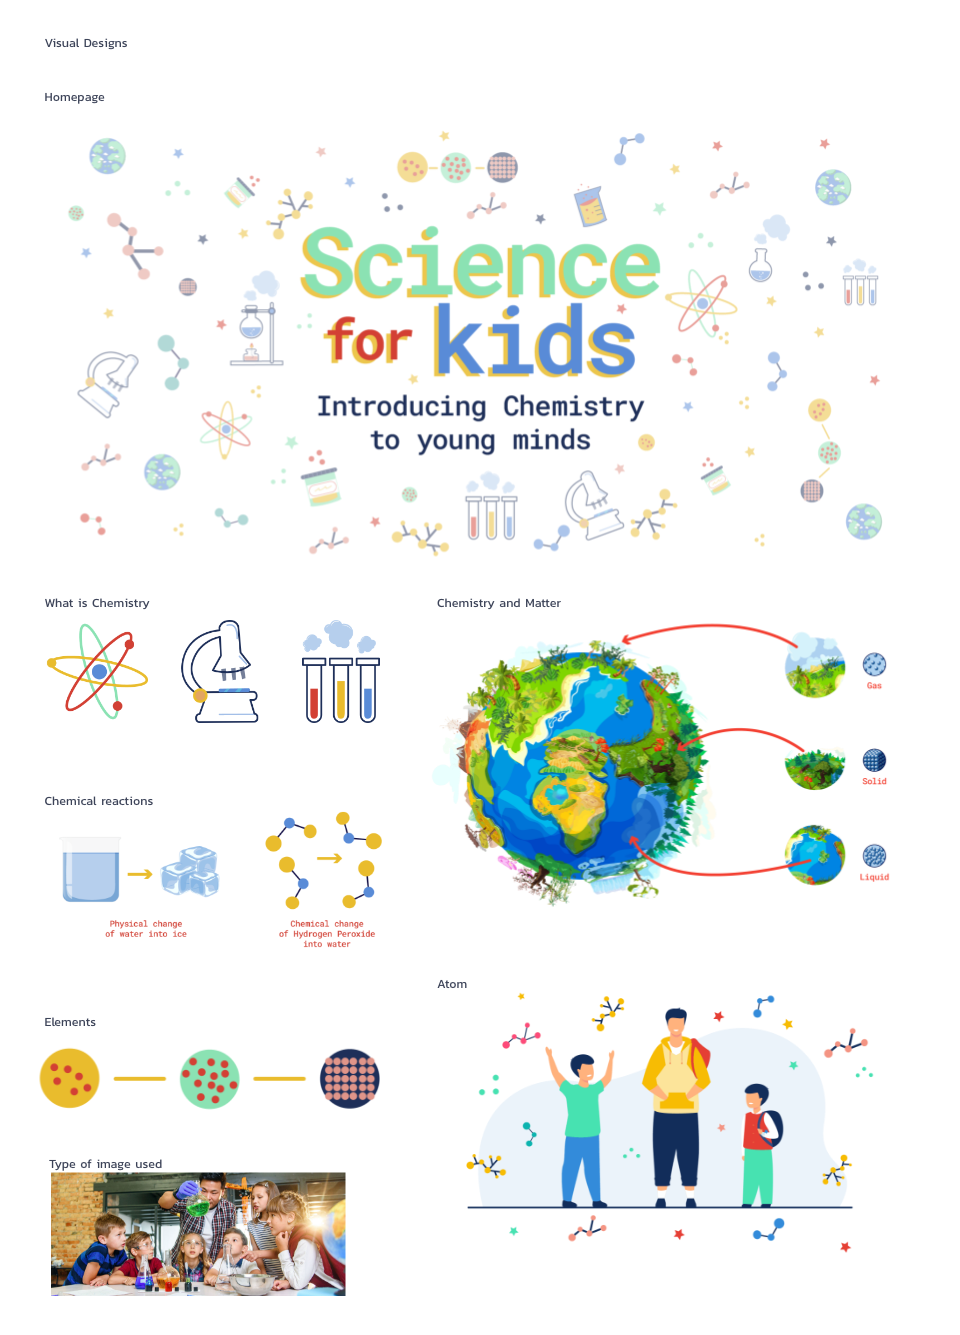 Visual Designs
Homepage
Science
for kids
Introducing Chemistry
to young minds
What is Chemistry
Chemistry and Matter
Gas
Solid
Liquid
Chemical reactions
Physical change
of water into ice
Chemical change
of Hydrogen Peroxide
into water
Atom
Elements
Type of image used